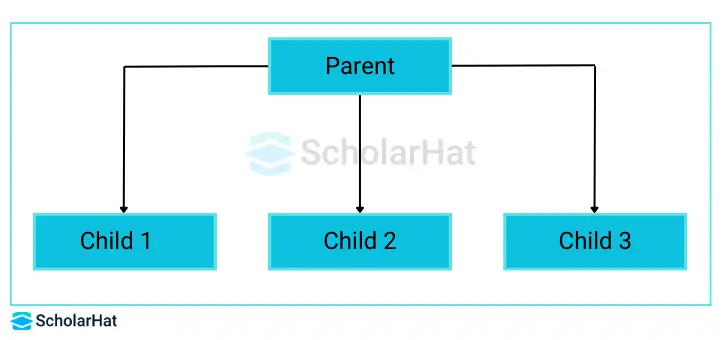 Parent
ScholarHat
Child 1
Child 2
Child 3
ScholarHat